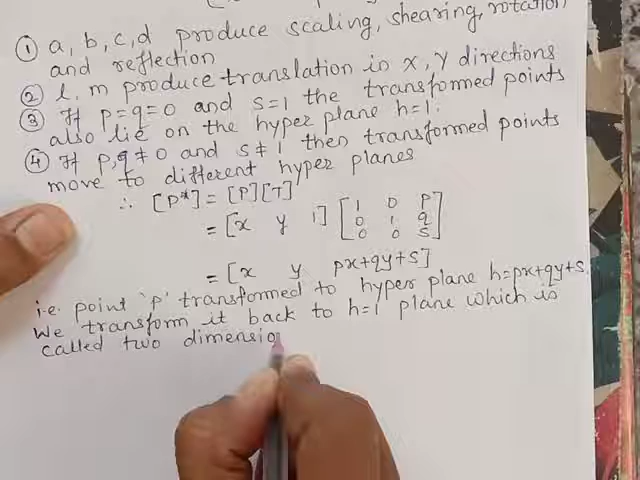 ① a, b, c, d produce scaling, shearing, rotation
and reflection
② l, m produce translation in x, y directions
③ If p=q=0 and s=1 the transformed points
also lie on the hyper plane h=1.
④ If p,q≠0 and s≠1 then transformed points
move to different hyper planes
∴ [P*] = [P][T]
= [x y 1] [1 0 p
0 1 q
0 0 s]
= [x y px+qy+s]
i.e. point 'p' transformed to hyper plane h=px+qy+s.
We transform it back to h=1 plane which is
called two dimensio